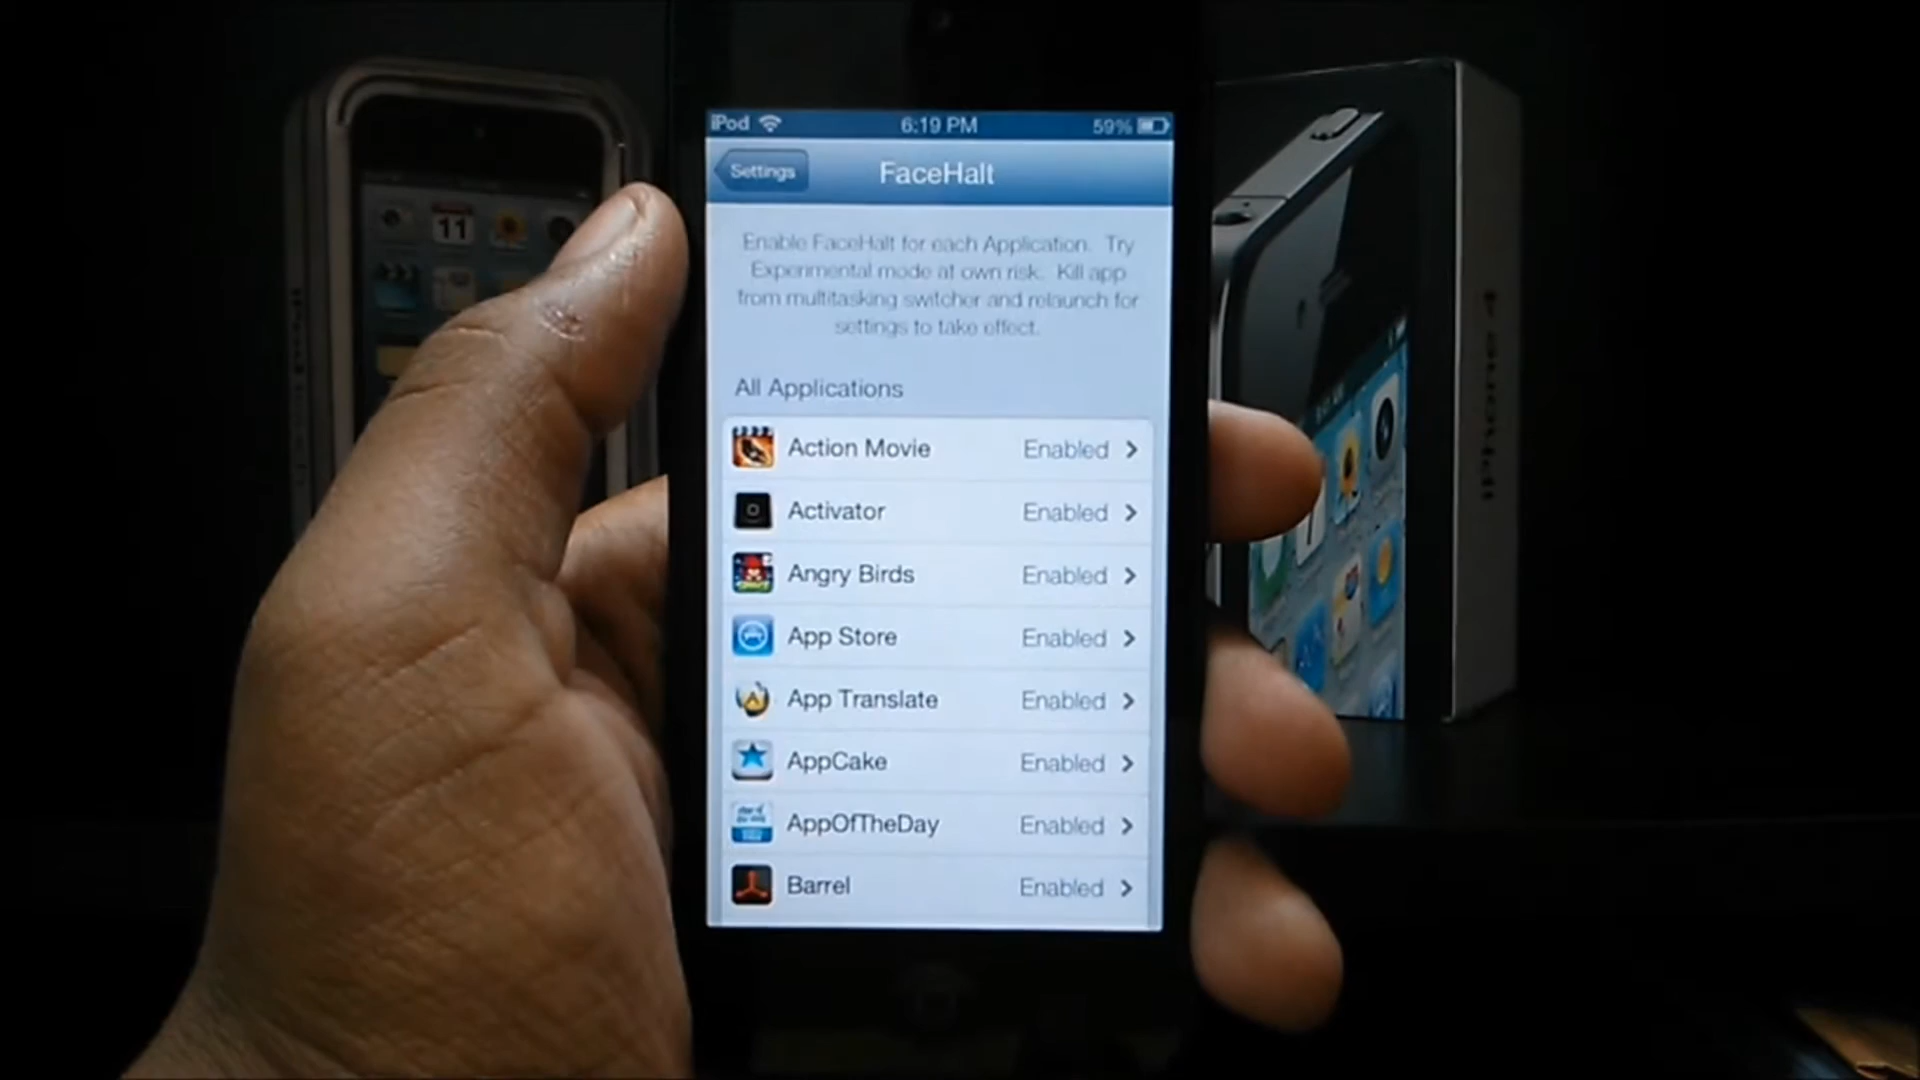 iPod 6:19 PM 59%
Settings FaceHalt
Enable FaceHalt for each Application. Try
Experimental mode at own risk. Kill app
from multitasking switcher and relaunch for
settings to take effect.
All Applications
Action Movie Enabled
Activator Enabled
Angry Birds Enabled
App Store Enabled
App Translate Enabled
AppCake Enabled
AppOfTheDay Enabled
Barrel Enabled
11
iPhone 4